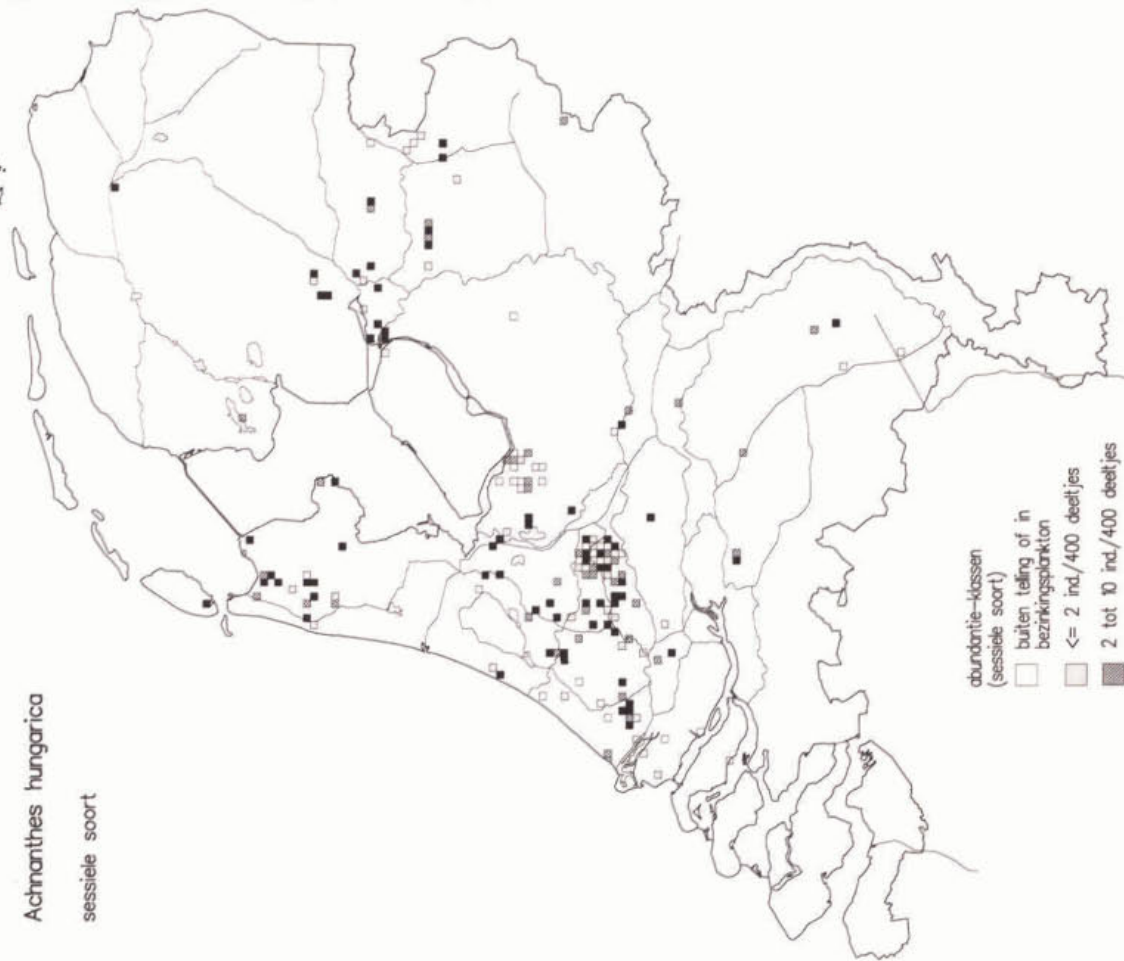 Achnanthes hungarica
sessiele soort
abundantie-klassen
(sessiele soort)
buiten telling of in
bezinkingsplankton
<= 2 ind./400 deeltjes
2 tot 10 ind./400 deeltjes